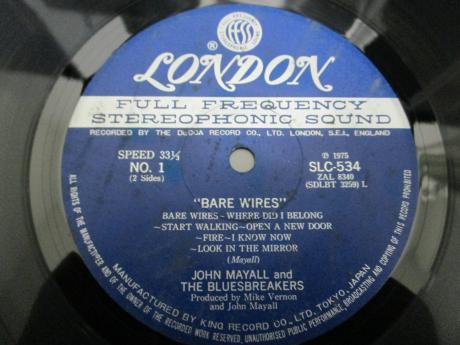 FULL FREQUENCY STEREOPHONIC SOUND
® LONDON
FULL FREQUENCY
STEREOPHONIC SOUND
RECORDED BY THE DECCA RECORD CO., LTD. LONDON, S.E.I., ENGLAND
SPEED 33⅓
NO. 1
(2 Sides)
℗ 1975
SLC-534
ZAL 8340
(SDLBT 3259) L
"BARE WIRES"
BARE WIRES~WHERE DID I BELONG
~START WALKING~OPEN A NEW DOOR
~FIRE~I KNOW NOW
~LOOK IN THE MIRROR
(Mayall)
JOHN MAYALL and
THE BLUESBREAKERS
Produced by Mike Vernon
and John Mayall
MANUFACTURED BY KING RECORD CO., LTD. TOKYO, JAPAN
ALL RIGHTS OF THE MANUFACTURER AND OF THE OWNER OF THE RECORDED WORK RESERVED. UNAUTHORISED PUBLIC PERFORMANCE, BROADCASTING AND COPYING OF THIS RECORD PROHIBITED